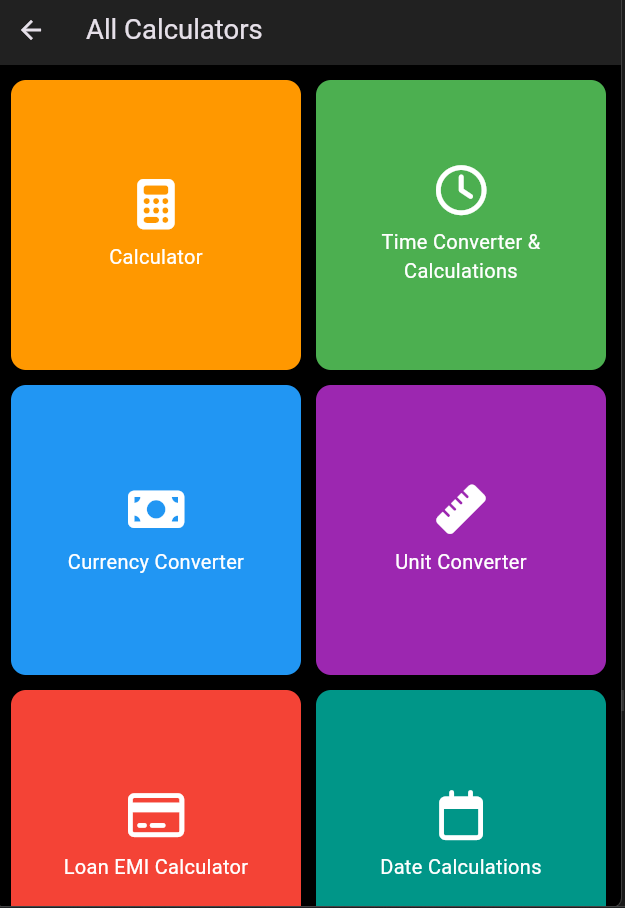 All Calculators
Calculator
Time Converter &
Calculations
Currency Converter
Unit Converter
Loan EMI Calculator
Date Calculations